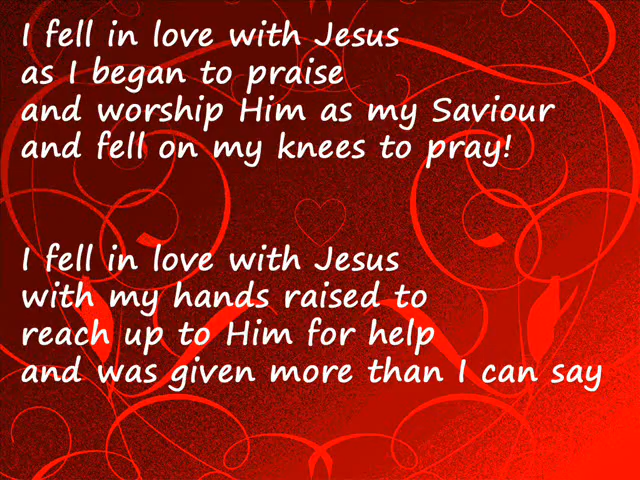 I fell in love with Jesus
as I began to praise
and worship Him as my Saviour
and fell on my knees to pray!
I fell in love with Jesus
with my hands raised to
reach up to Him for help
and was given more than I can say